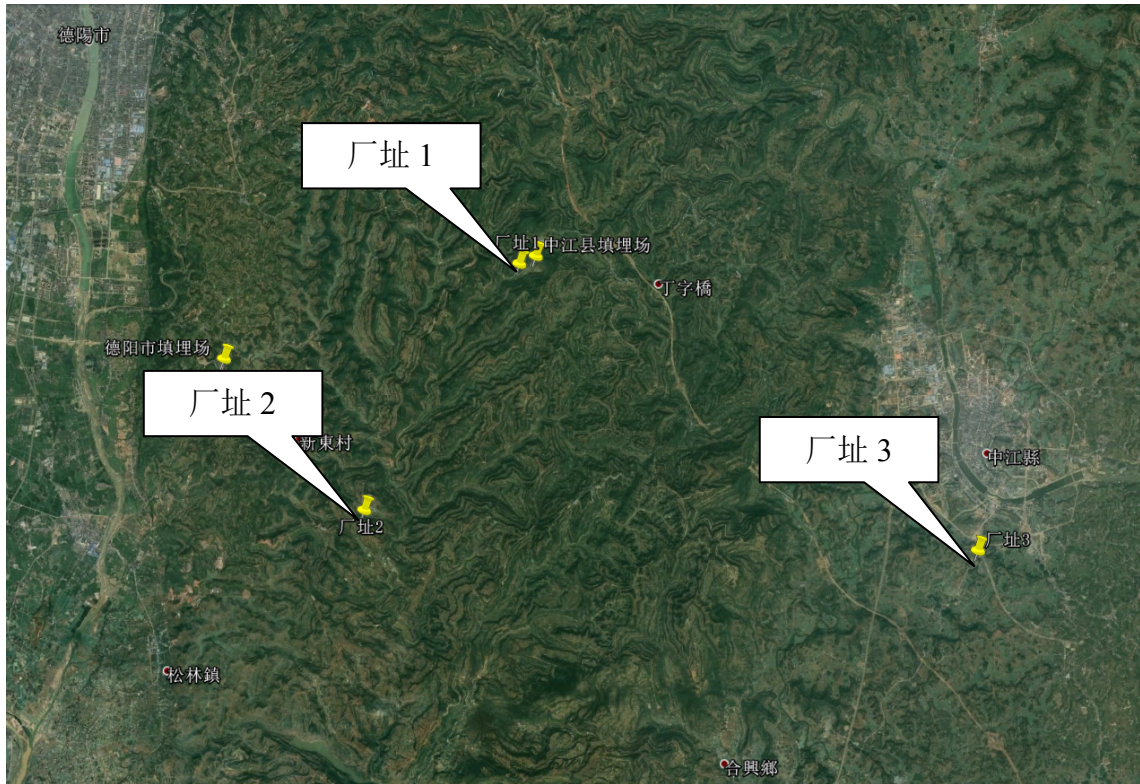 德陽市
厂址 1
厂址1
中江县填埋场
丁字橋
德阳市填埋场
厂址 2
新東村
厂址 3
中江縣
厂址2
厂址3
松林鎮
合興鄉